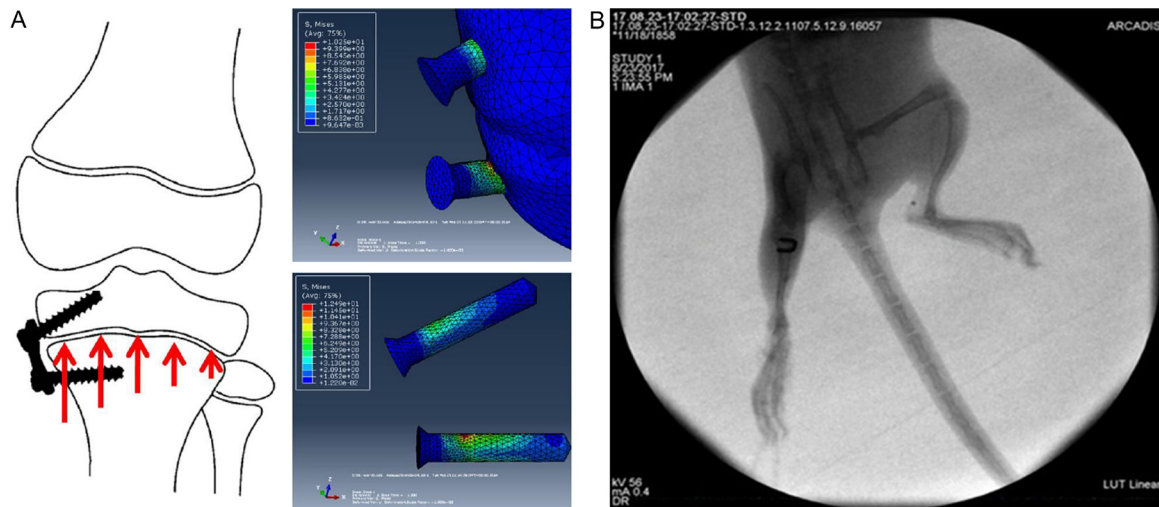 A
S, Mises
(Avg: 75%)
+1.025e+01
+9.399e+00
+8.545e+00
+7.692e+00
+6.838e+00
+5.985e+00
+5.131e+00
+4.277e+00
+3.424e+00
+2.570e+00
+1.717e+00
+8.632e-01
+9.647e-03
Y
Z
X
S, Mises
(Avg: 75%)
+1.249e+01
+1.145e+01
+1.041e+01
+9.367e+00
+8.328e+00
+7.288e+00
+6.249e+00
+5.209e+00
+4.170e+00
+3.130e+00
+2.091e+00
+1.052e+00
+1.220e-02
Y
Z
X
B
17.08.23-17:02:27-STD
17.08.23-17:02:27-STD-1.3.12.2.1107.5.12.9.16057
*11/18/1858
ARCADIS
STUDY 1
8/23/2017
5:23:55 PM
1 IMA 1
kV 56
mA 0.4
DR
LUT Linear